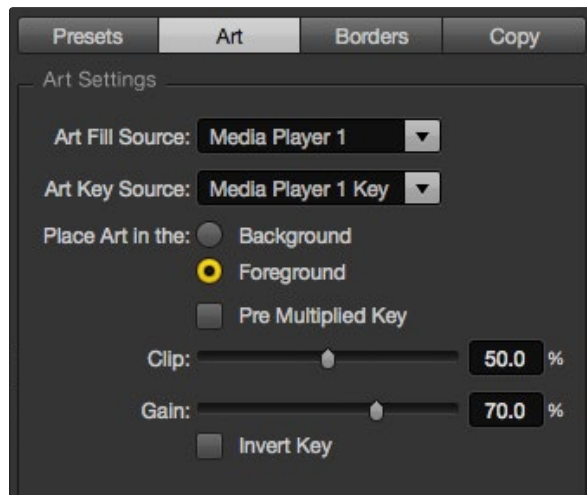 Presets Art Borders Copy
Art Settings
Art Fill Source: Media Player 1
Art Key Source: Media Player 1 Key
Place Art in the: Background
Foreground
Pre Multiplied Key
Clip: 50.0 %
Gain: 70.0 %
Invert Key